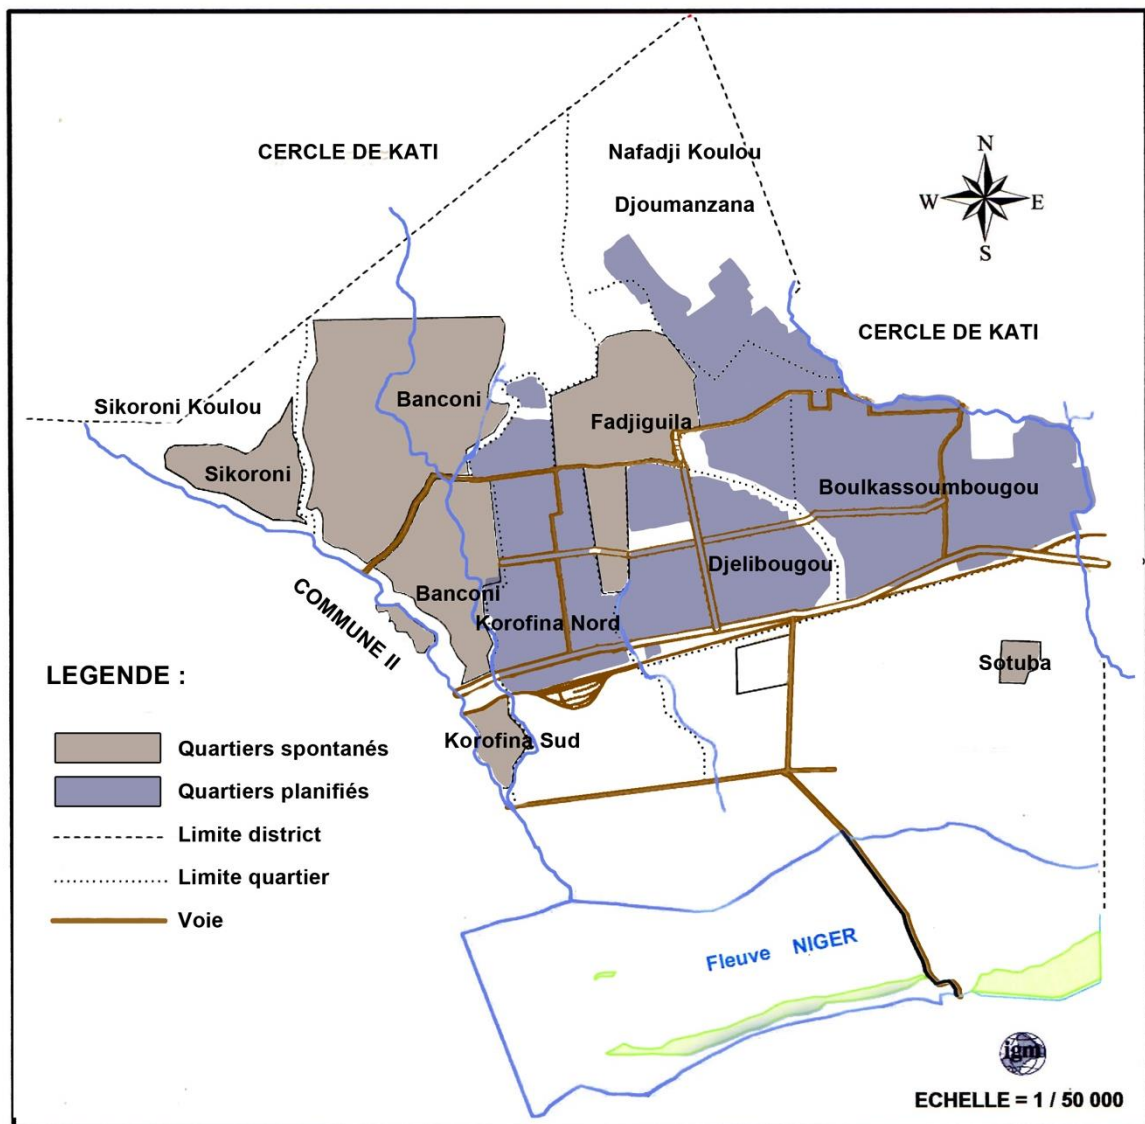 CERCLE DE KATI
Nafadji Koulou
Djoumanzana
N
W
E
S
CERCLE DE KATI
Sikoroni Koulou
Banconi
Fadjiguila
Sikoroni
Boulkassoumbougou
Djelibougou
Banconi
Korofina Nord
COMMUNE II
Sotuba
Korofina Sud
LEGENDE :
Quartiers spontanés
Quartiers planifiés
Limite district
Limite quartier
Voie
Fleuve NIGER
igm
ECHELLE = 1 / 50 000